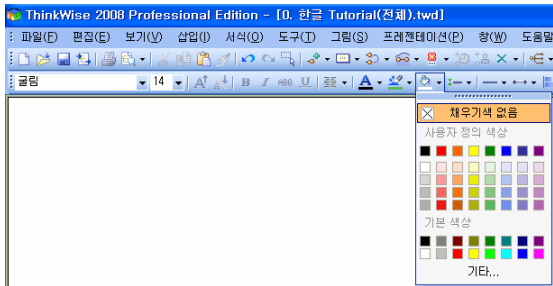 ThinkWise 2008 Professional Edition - [0. 한글 Tutorial(전체).twd]
파일(F) 편집(E) 보기(V) 삽입(I) 서식(O) 도구(T) 그림(S) 프레젠테이션(P) 창(W) 도움말
굴림 14 A A B I ABG U A
채우기색 없음
사용자 정의 색상
기본 색상
기타...